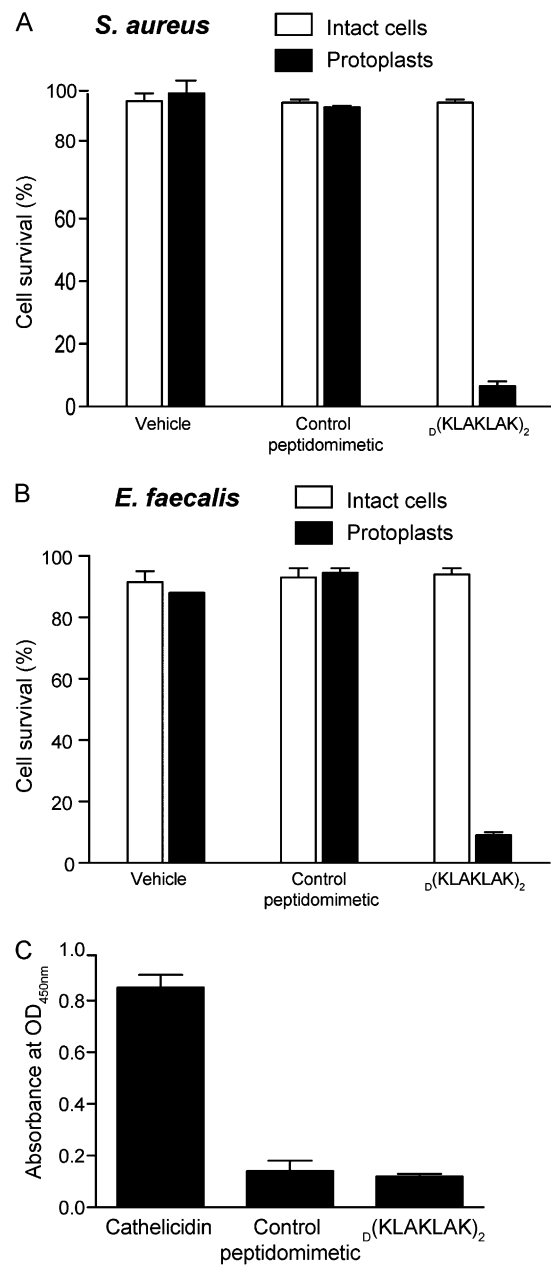 A
S. aureus
Intact cells
Protoplasts
Cell survival (%)
100
80
60
40
20
0
Vehicle
Control
peptidomimetic
D(KLAKLAK)2
B
E. faecalis
Intact cells
Protoplasts
Cell survival (%)
100
80
60
40
20
0
Vehicle
Control
peptidomimetic
D(KLAKLAK)2
C
Absorbance at OD450nm
1.0
0.8
0.6
0.4
0.2
0.0
Cathelicidin
Control
peptidomimetic
D(KLAKLAK)2